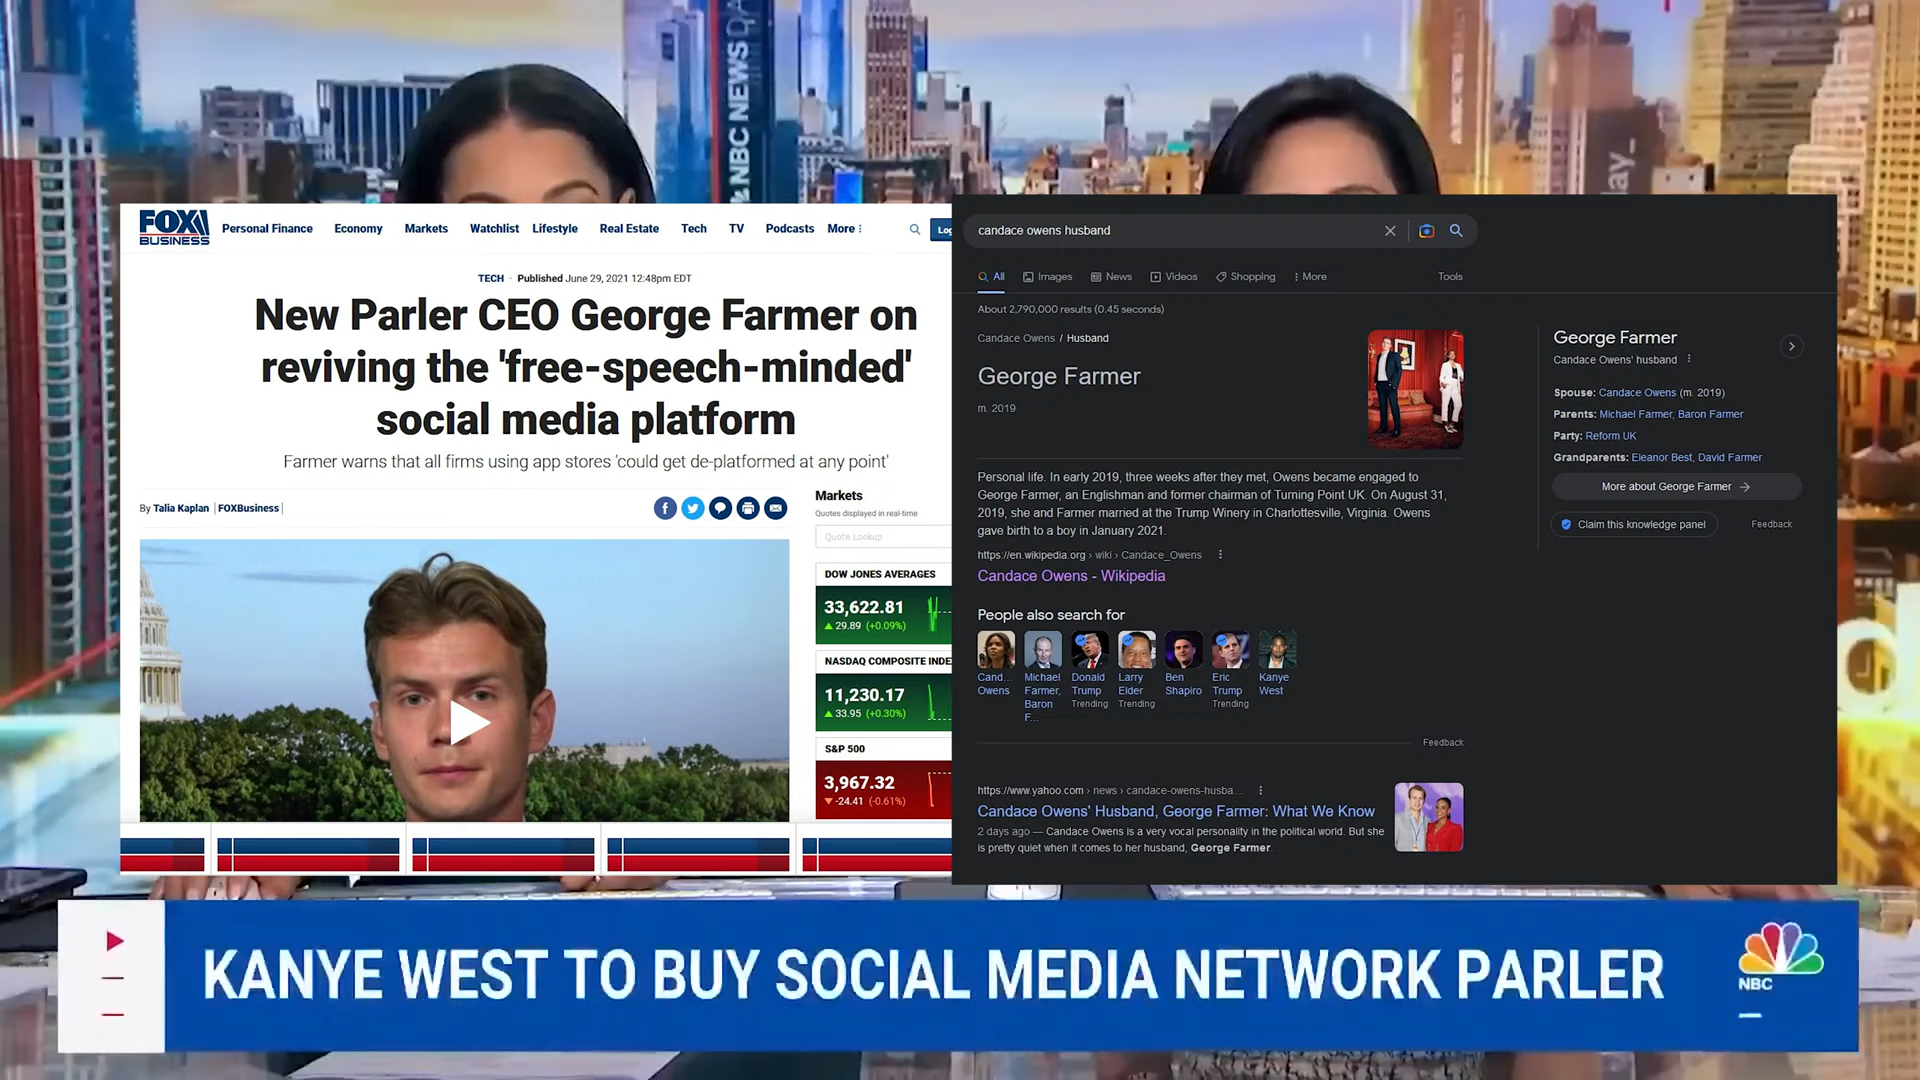 & NBC NEWS DA
ay_
FOX
BUSINESS
Personal Finance Economy Markets Watchlist Lifestyle Real Estate Tech TV Podcasts More
Log
TECH · Published June 29, 2021 12:48pm EDT
New Parler CEO George Farmer on
reviving the 'free-speech-minded'
social media platform
Farmer warns that all firms using app stores 'could get de-platformed at any point'
By Talia Kaplan | FOXBusiness |
Markets
Quotes displayed in real-time
Quote Lookup
DOW JONES AVERAGES
33,622.81
▲ 29.89 (+0.09%)
NASDAQ COMPOSITE INDE
11,230.17
▲ 33.95 (+0.30%)
S&P 500
3,967.32
▼ -24.41 (-0.61%)
candace owens husband
All Images News Videos Shopping More Tools
About 2,790,000 results (0.45 seconds)
Candace Owens / Husband
George Farmer
m. 2019
Personal life. In early 2019, three weeks after they met, Owens became engaged to
George Farmer, an Englishman and former chairman of Turning Point UK. On August 31,
2019, she and Farmer married at the Trump Winery in Charlottesville, Virginia. Owens
gave birth to a boy in January 2021.
https://en.wikipedia.org › wiki › Candace_Owens
Candace Owens - Wikipedia
People also search for
Cand... Owens
Michael Farmer, Baron F...
Donald Trump Trending
Larry Elder Trending
Ben Shapiro
Eric Trump Trending
Kanye West
Feedback
https://www.yahoo.com › news › candace-owens-husba...
Candace Owens' Husband, George Farmer: What We Know
2 days ago — Candace Owens is a very vocal personality in the political world. But she
is pretty quiet when it comes to her husband, George Farmer.
George Farmer
Candace Owens' husband
Spouse: Candace Owens (m. 2019)
Parents: Michael Farmer, Baron Farmer
Party: Reform UK
Grandparents: Eleanor Best, David Farmer
More about George Farmer →
Claim this knowledge panel
Feedback
KANYE WEST TO BUY SOCIAL MEDIA NETWORK PARLER
NBC